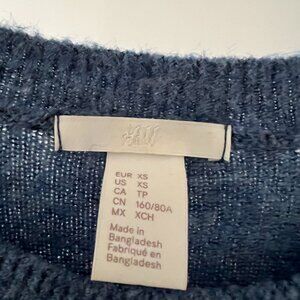 H&M
EUR XS
US XS
CA TP
CN 160/80A
MX XCH
Made in
Bangladesh
Fabriqué en
Bangladesh